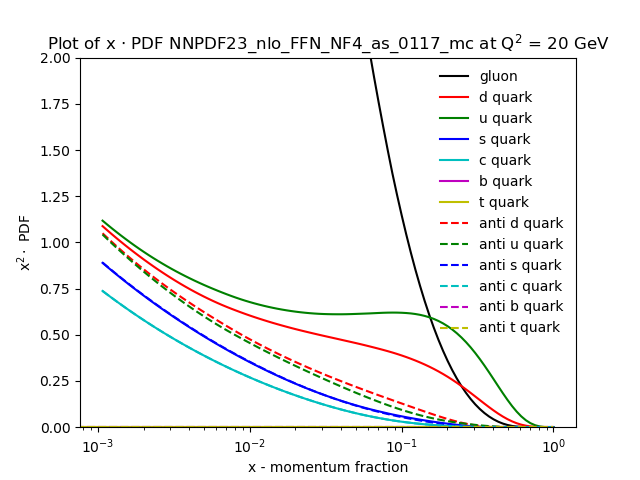 Plot of x · PDF NNPDF23_nlo_FFN_NF4_as_0117_mc at Q² = 20 GeV
2.00
1.75
1.50
1.25
1.00
0.75
0.50
0.25
0.00
x² · PDF
gluon
d quark
u quark
s quark
c quark
b quark
t quark
anti d quark
anti u quark
anti s quark
anti c quark
anti b quark
anti t quark
10⁻³ 10⁻² 10⁻¹ 10⁰
x - momentum fraction